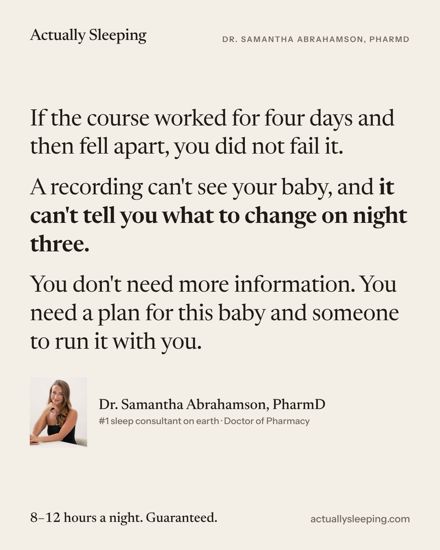 Actually Sleeping
DR. SAMANTHA ABRAHAMSON, PHARMD
If the course worked for four days and
then fell apart, you did not fail it.
A recording can't see your baby, and it
can't tell you what to change on night
three.
You don't need more information. You
need a plan for this baby and someone
to run it with you.
Dr. Samantha Abrahamson, PharmD
#1 sleep consultant on earth · Doctor of Pharmacy
8–12 hours a night. Guaranteed.
actuallysleeping.com